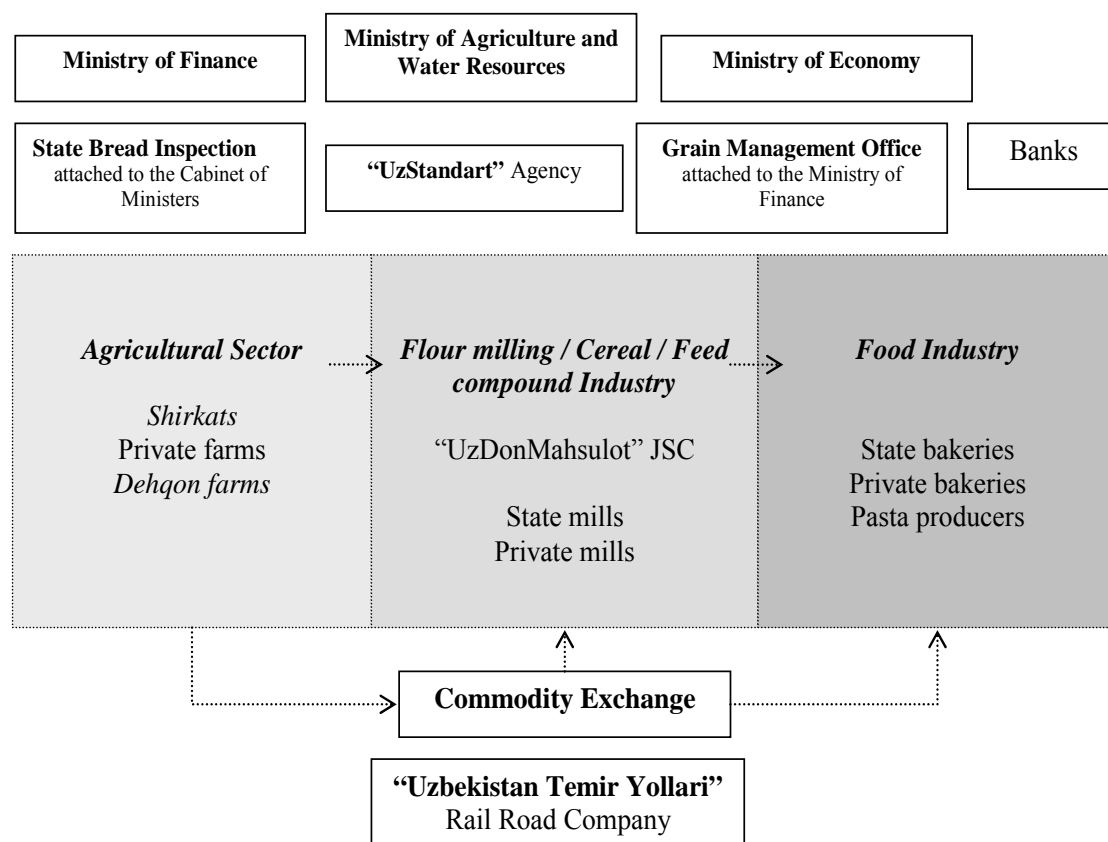 Ministry of Finance
Ministry of Agriculture and
Water Resources
Ministry of Economy
State Bread Inspection
attached to the Cabinet of
Ministers
“UzStandart” Agency
Grain Management Office
attached to the Ministry of
Finance
Banks
Agricultural Sector
Shirkats
Private farms
Dehqon farms
Flour milling / Cereal / Feed
compound Industry
“UzDonMahsulot” JSC
State mills
Private mills
Food Industry
State bakeries
Private bakeries
Pasta producers
Commodity Exchange
“Uzbekistan Temir Yollari”
Rail Road Company